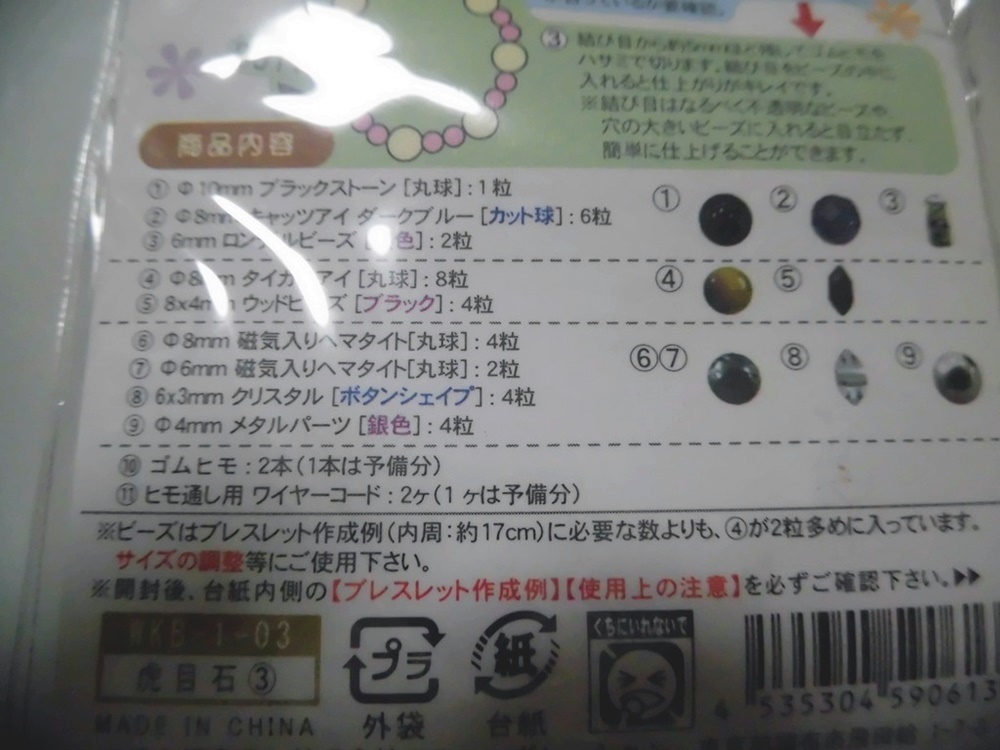 ③ 結び目から
ハサミで切ります。結び目をビーズの中に
入れると仕上がりがキレイです。
※結び目はなるべく不透明なビーズや、
穴の大きいビーズに入れると目立たず、
簡単に仕上げることができます。
商品内容
① Φ10mm ブラックストーン [丸球] : 1粒
② Φ8mm キャッツアイ ダークブルー [カット球] : 6粒
③ 6mm ロンデルビーズ [色] : 2粒
④ Φ8mm タイガーアイ [丸球] : 8粒
⑤ 8x4mm ウッドビーズ [ブラック] : 4粒
⑥ Φ8mm 磁気入りヘマタイト[丸球] : 4粒
⑦ Φ6mm 磁気入りヘマタイト[丸球] : 2粒
⑧ 6x3mm クリスタル [ボタンシェイプ] : 4粒
⑨ Φ4mm メタルパーツ [銀色] : 4粒
⑩ ゴムヒモ : 2本(1本は予備分)
⑪ ヒモ通し用 ワイヤーコード : 2ヶ(1ヶは予備分)
① ② ③
④ ⑤
⑥⑦ ⑧ ⑨
※ビーズはブレスレット作成例(内周:約17cm)に必要な数よりも、④が2粒多めに入っています。
サイズの調整等にご使用下さい。
※開封後、台紙内側の【ブレスレット作成例】【使用上の注意】を必ずご確認下さい。▶▶
WKB 1-03
虎目石③
MADE IN CHINA
プラ
外袋
紙
台紙
くちにいれないで
4 535304 590613